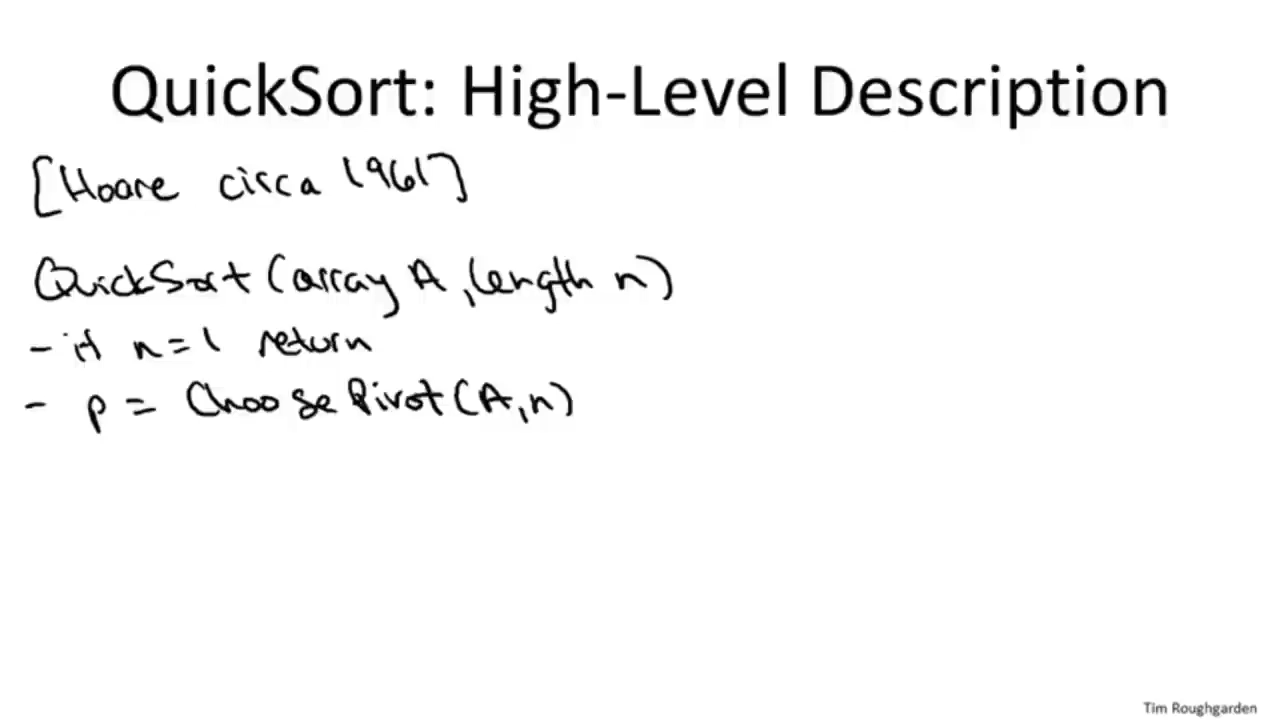 QuickSort: High-Level Description
[Hoare circa 1961]
QuickSort(array A, length n)
- if n=1 return
- p = ChoosePivot(A,n)
Tim Roughgarden